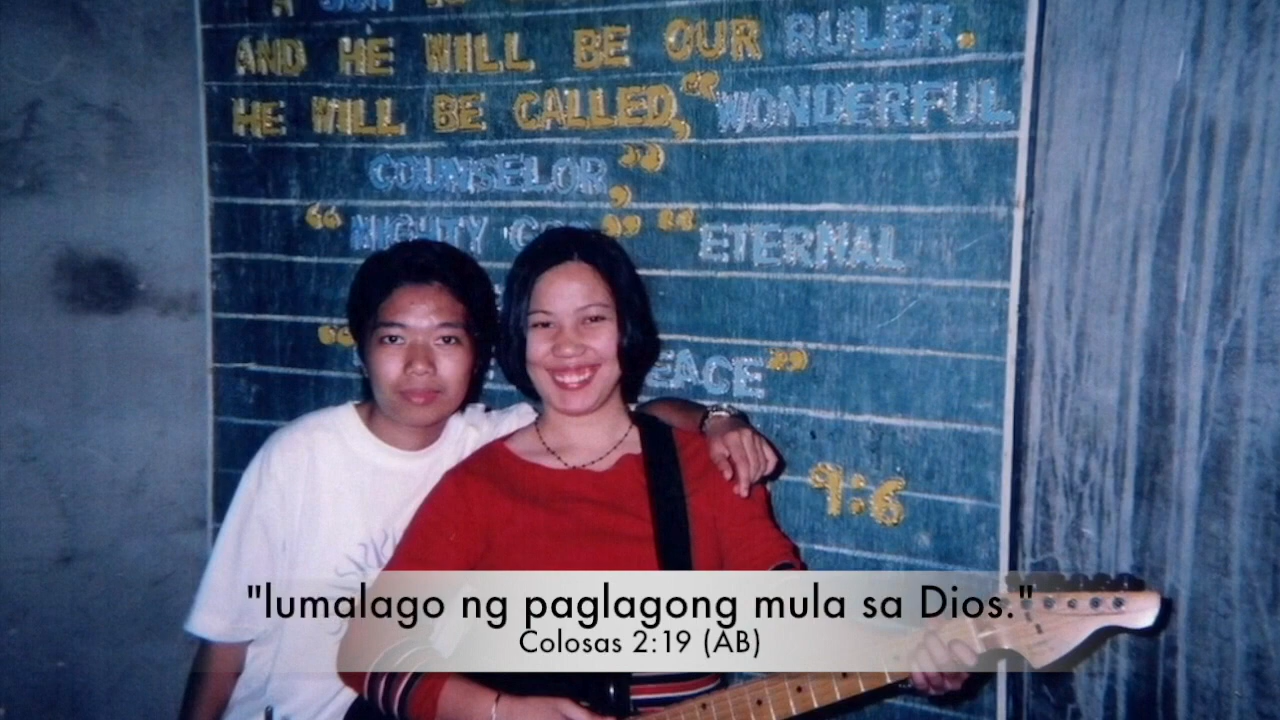 AND HE WILL BE OUR RULER.
HE WILL BE CALLED, "WONDERFUL
COUNSELOR,"
"MIGHTY "ETERNAL
"
9:6
"lumalago ng paglagong mula sa Dios."
Colosas 2:19 (AB)